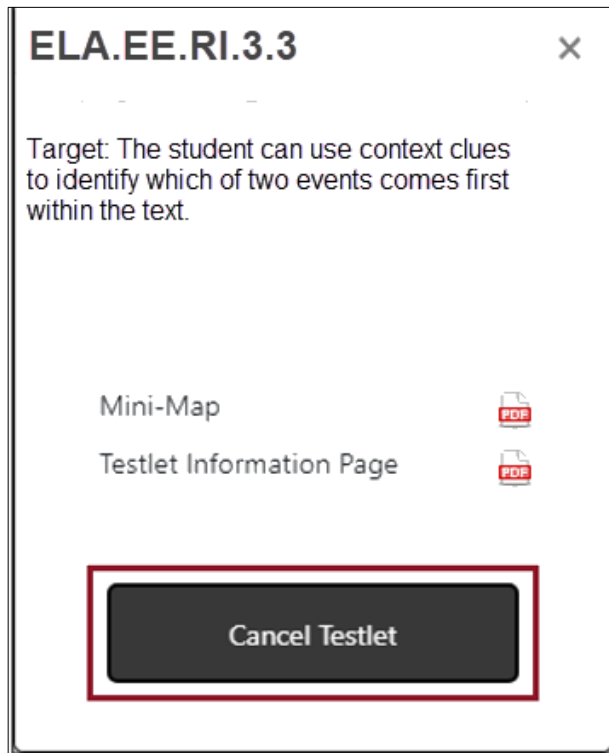 ELA.EE.RI.3.3 ×
Target: The student can use context clues
to identify which of two events comes first
within the text.
Mini-Map PDF
Testlet Information Page PDF
Cancel Testlet